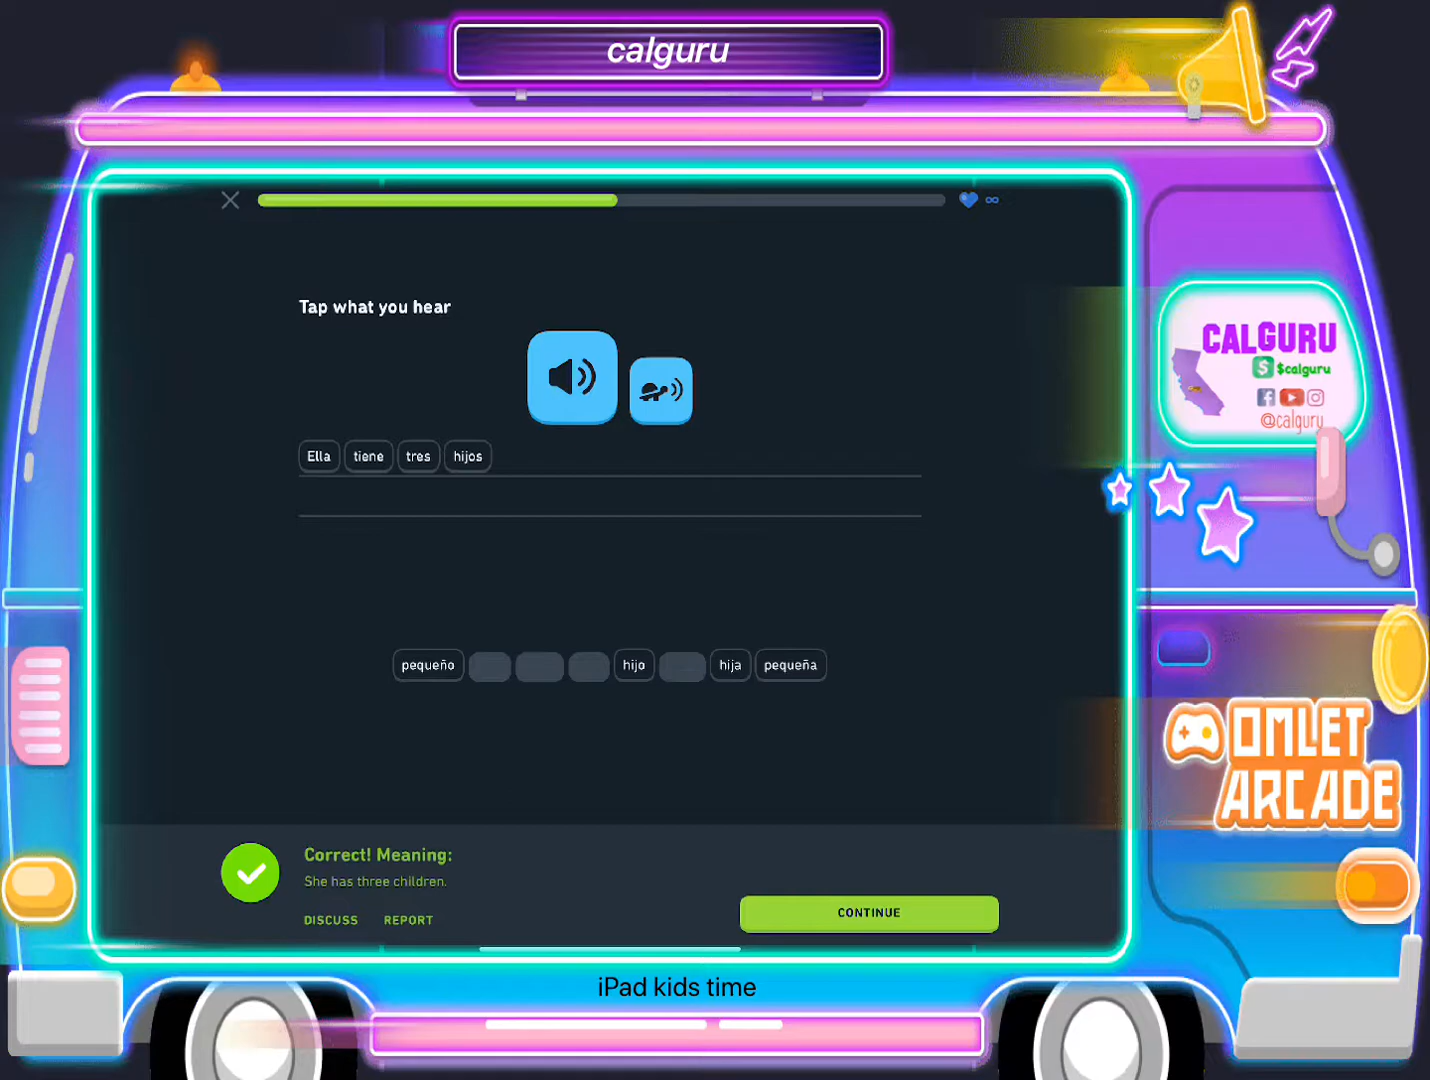 calguru
Tap what you hear
Ella tiene tres hijos
pequeño hijo hija pequeña
Correct! Meaning:
She has three children.
DISCUSS REPORT
CONTINUE
iPad kids time
CALGURU
$ $calguru
@calguru
OMLET
ARCADE